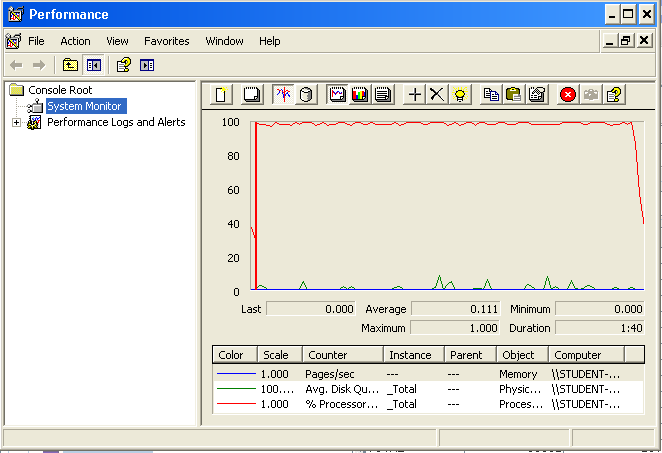 Performance
File Action View Favorites Window Help
Console Root
System Monitor
Performance Logs and Alerts
100
80
60
40
20
0
Last 0.000 Average 0.111 Minimum 0.000
Maximum 1.000 Duration 1:40
Color Scale Counter Instance Parent Object Computer
1.000 Pages/sec --- --- Memory \\STUDENT-...
100.... Avg. Disk Qu... _Total --- Physic... \\STUDENT-...
1.000 % Processor... _Total --- Proces... \\STUDENT-...